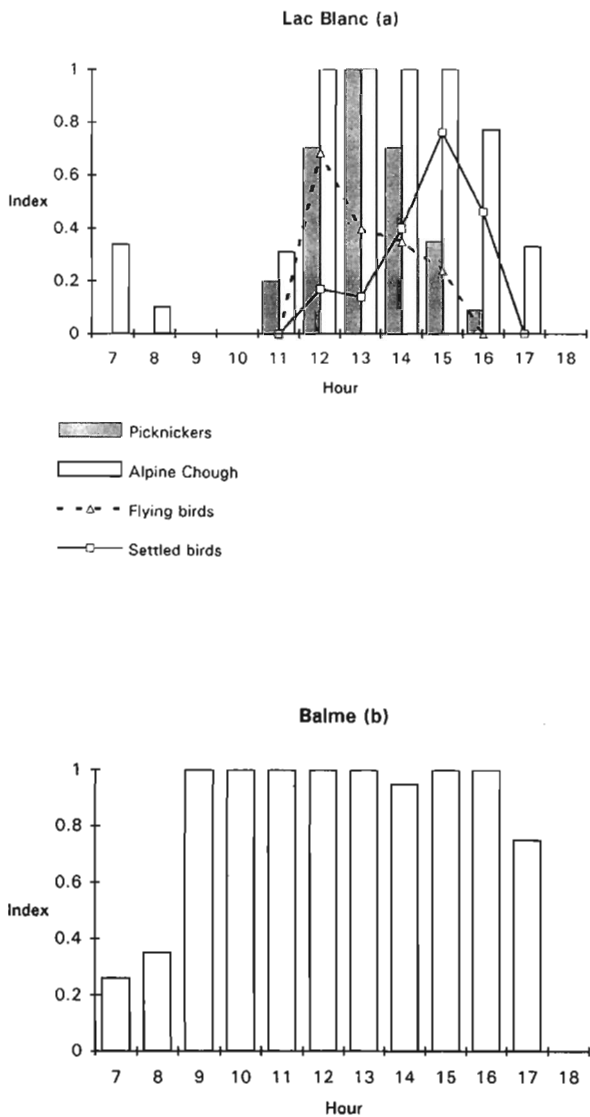 Lac Blanc (a)
1
0.8
0.6
Index
0.4
0.2
0
7 8 9 10 11 12 13 14 15 16 17 18
Hour
Picknickers
Alpine Chough
Flying birds
Settled birds
Balme (b)
1
0.8
0.6
Index
0.4
0.2
0
7 8 9 10 11 12 13 14 15 16 17 18
Hour